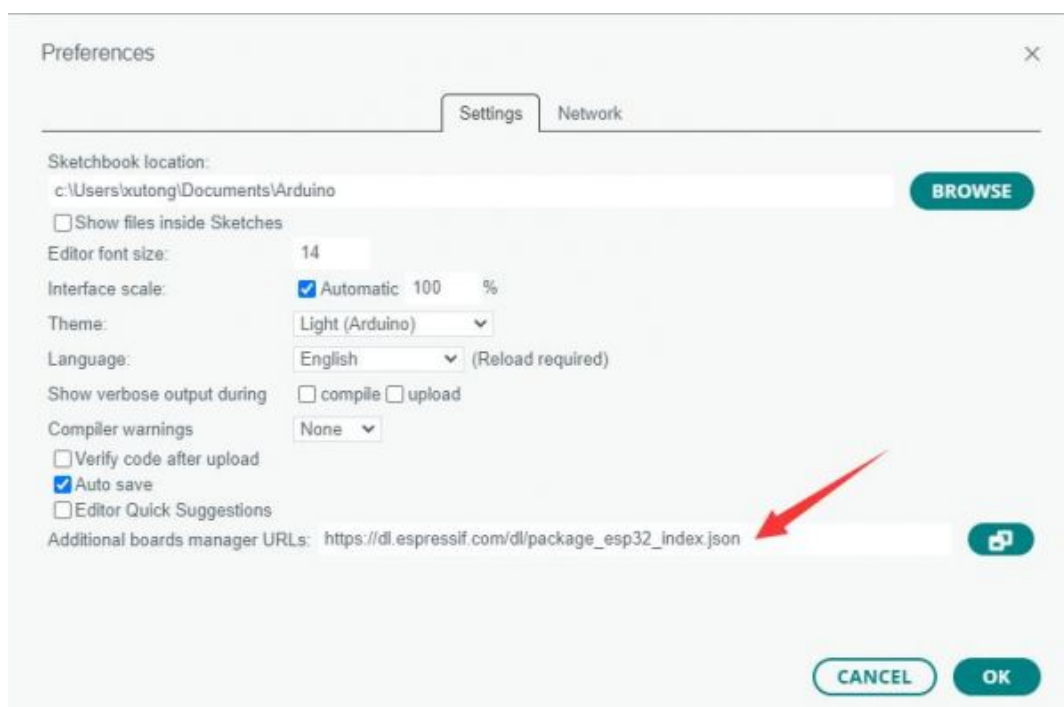 Preferences
Settings Network
Sketchbook location:
c:\Users\xutong\Documents\Arduino BROWSE
Show files inside Sketches
Editor font size: 14
Interface scale: Automatic 100 %
Theme: Light (Arduino)
Language: English (Reload required)
Show verbose output during compile upload
Compiler warnings None
Verify code after upload
Auto save
Editor Quick Suggestions
Additional boards manager URLs: https://dl.espressif.com/dl/package_esp32_index.json
CANCEL OK